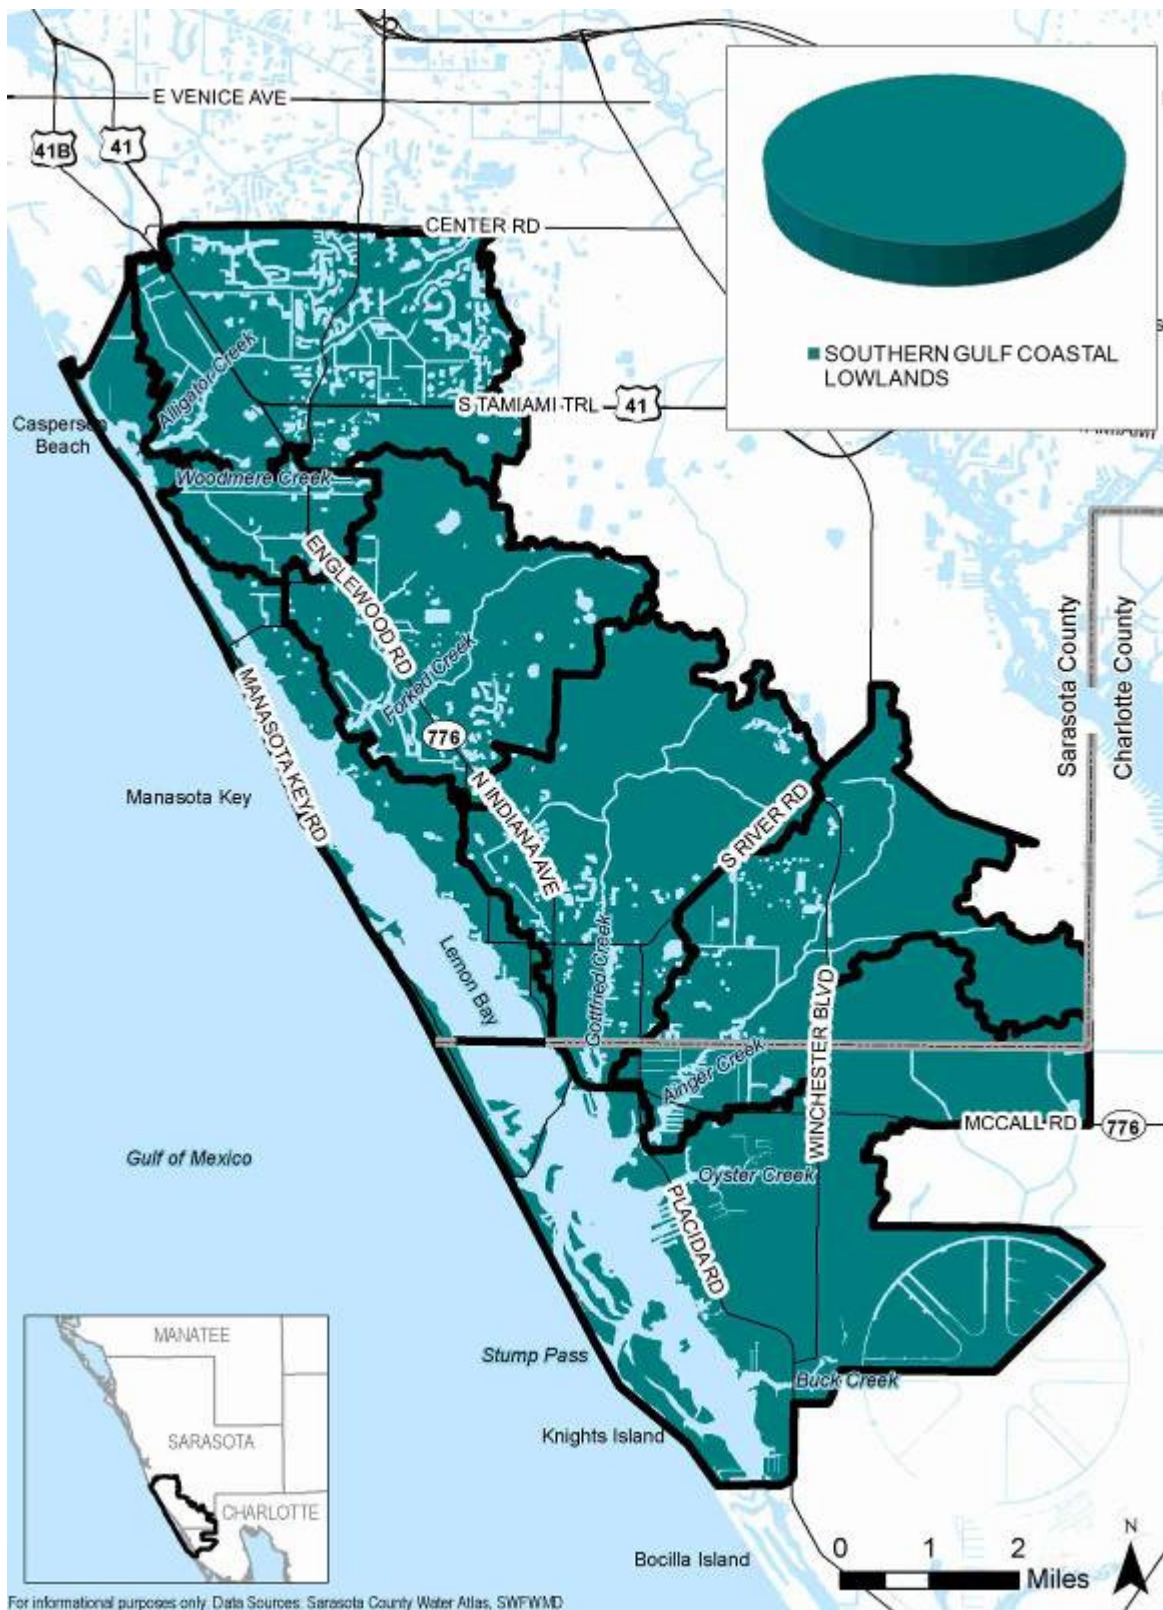 E VENICE AVE
41B
41
CENTER RD
SOUTHERN GULF COASTAL
LOWLANDS
Alligator Creek
S TAMIAMI TRL
41
Casperson
Beach
Woodmere Creek
ENGLEWOOD RD
Forked Creek
776
MANASOTA KEY RD
Manasota Key
N INDIANA AVE
S RIVER RD
Sarasota County
Charlotte County
Lemon Bay
Gottfried Creek
WINCHESTER BLVD
Ainger Creek
MCCALL RD
776
Gulf of Mexico
Oyster Creek
PLACIDA RD
Stump Pass
Buck Creek
Knights Island
Bocilla Island
MANATEE
SARASOTA
CHARLOTTE
N
0 1 2
Miles
For informational purposes only. Data Sources: Sarasota County Water Atlas, SWFWMD